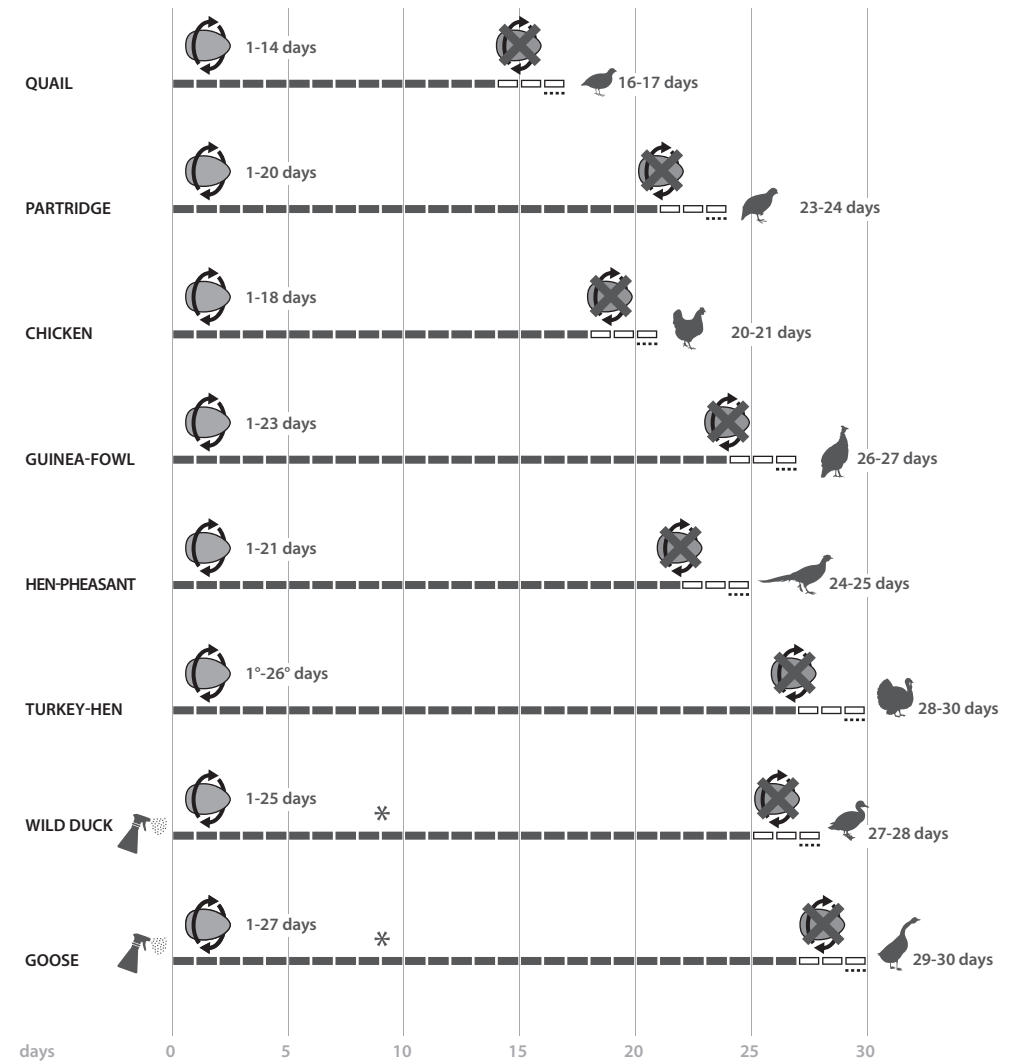 1-14 days
QUAIL
16-17 days
1-20 days
PARTRIDGE
23-24 days
1-18 days
CHICKEN
20-21 days
1-23 days
GUINEA-FOWL
26-27 days
1-21 days
HEN-PHEASANT
24-25 days
1°-26° days
TURKEY-HEN
28-30 days
1-25 days
*
WILD DUCK
27-28 days
1-27 days
*
GOOSE
29-30 days
days 0 5 10 15 20 25 30